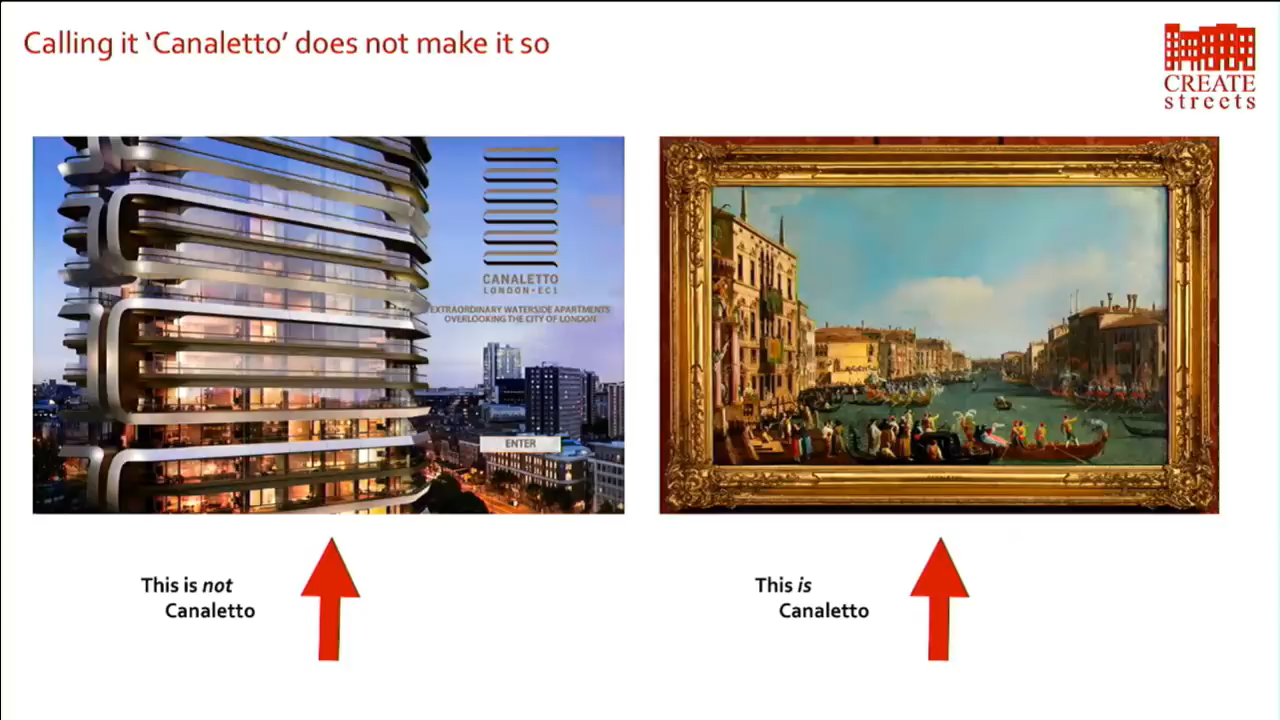 Calling it ‘Canaletto’ does not make it so
CREATE
streets
CANALETTO
LONDON•EC1
EXTRAORDINARY WATERSIDE APARTMENTS
OVERLOOKING THE CITY OF LONDON
ENTER
This is not
Canaletto
This is
Canaletto